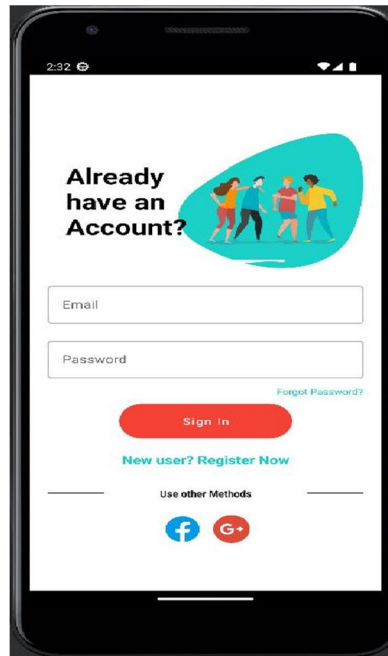 2:32
Already
have an
Account?
Email
Password
Forgot Password?
Sign In
New user? Register Now
Use other Methods
f
G+